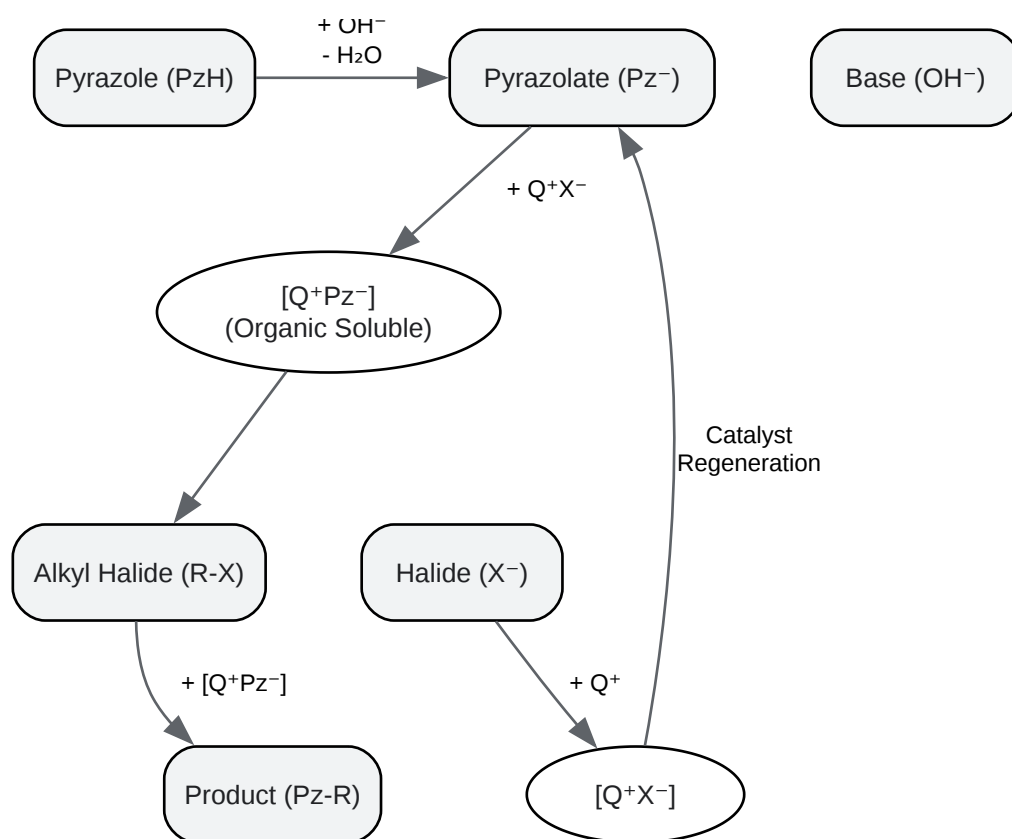 + OH⁻
- H₂O
Pyrazole (PzH)
Pyrazolate (Pz⁻)
Base (OH⁻)
+ Q⁺X⁻
[Q⁺Pz⁻]
(Organic Soluble)
Catalyst
Regeneration
Alkyl Halide (R-X)
Halide (X⁻)
+ [Q⁺Pz⁻]
+ Q⁺
Product (Pz-R)
[Q⁺X⁻]